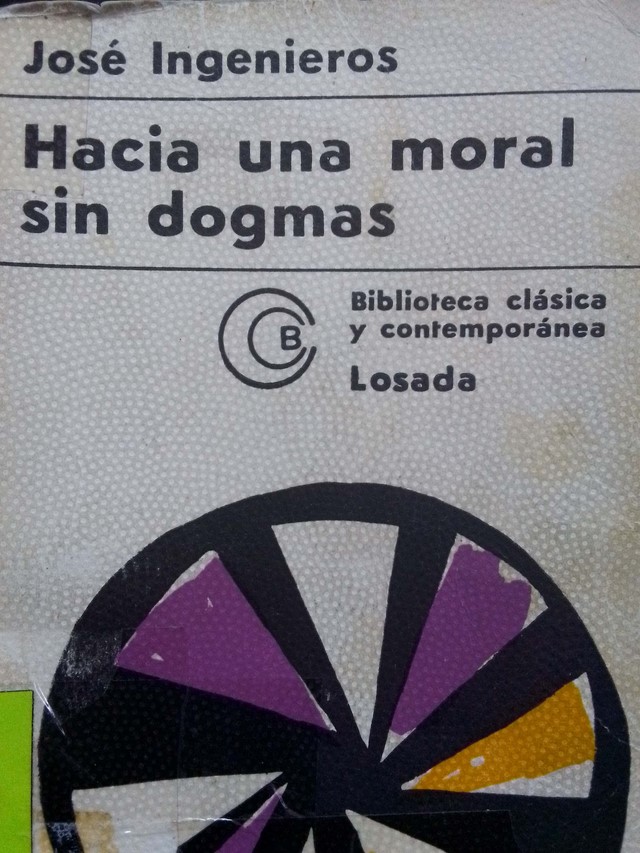 José Ingenieros
Hacia una moral
sin dogmas
B
Biblioteca clásica
y contemporánea
Losada